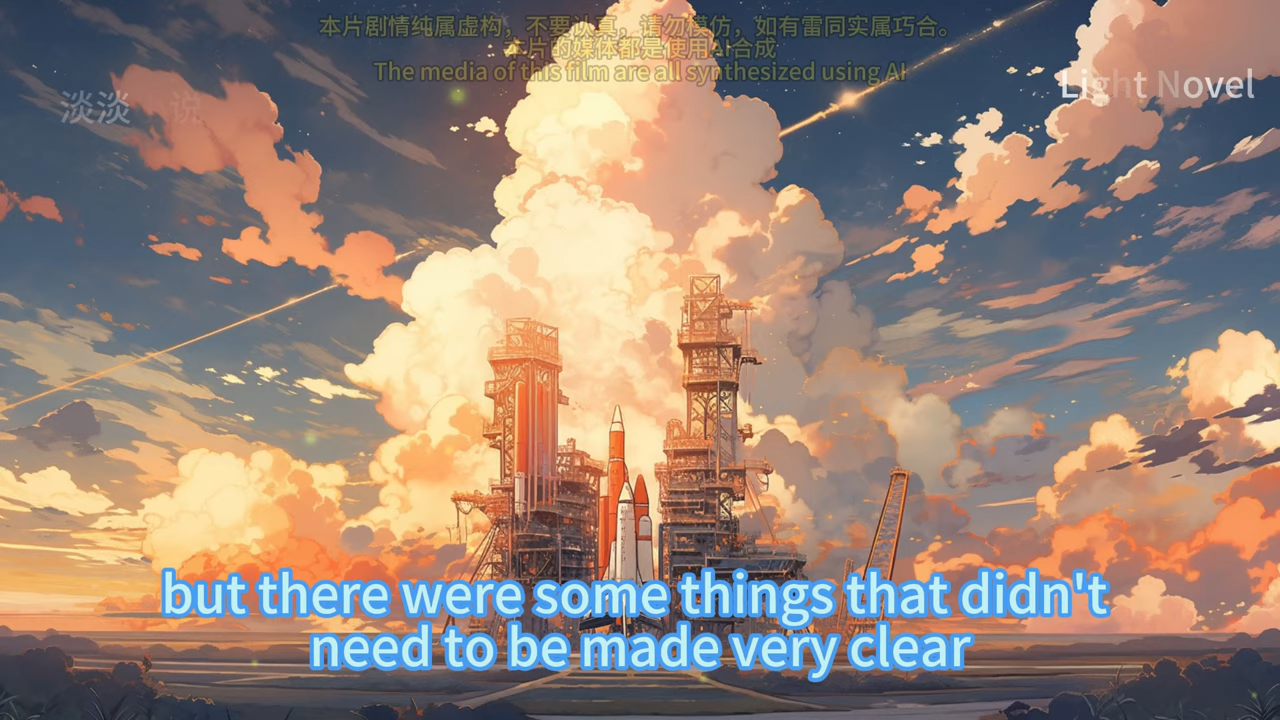 本片剧情纯属虚构，不要认真，请勿模仿，如有雷同实属巧合。
本片的媒体都是使用AI合成
The media of this film are all synthesized using AI
淡淡 说
Light Novel
but there were some things that didn't
need to be made very clear